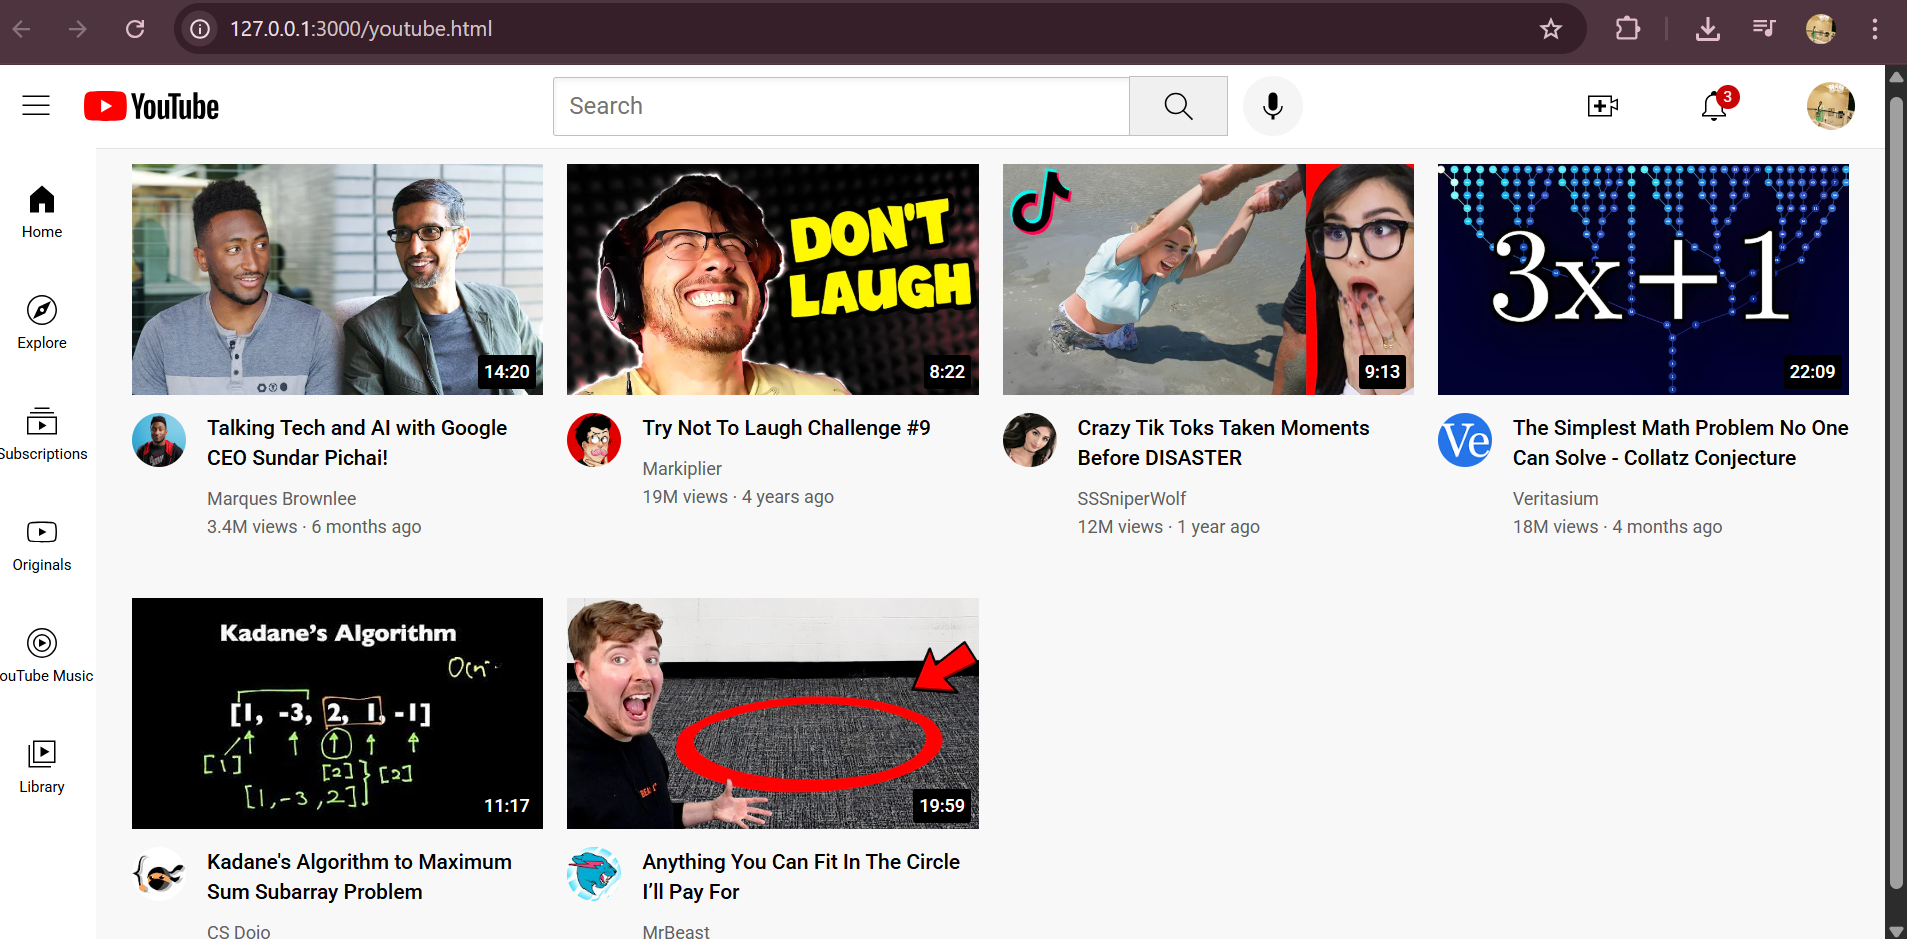 127.0.0.1:3000/youtube.html
YouTube
Search
3
Home
Explore
Subscriptions
Originals
ouTube Music
Library
14:20
Talking Tech and AI with Google
CEO Sundar Pichai!
Marques Brownlee
3.4M views · 6 months ago
DON'T
LAUGH
8:22
Try Not To Laugh Challenge #9
Markiplier
19M views · 4 years ago
9:13
Crazy Tik Toks Taken Moments
Before DISASTER
SSSniperWolf
12M views · 1 year ago
3x+1
22:09
Ve
The Simplest Math Problem No One
Can Solve - Collatz Conjecture
Veritasium
18M views · 4 months ago
Kadane's Algorithm
[1, -3, 2, 1, -1]
[1]
[2]
[2]
[1,-3,2]
11:17
Kadane's Algorithm to Maximum
Sum Subarray Problem
CS Dojo
19:59
Anything You Can Fit In The Circle
I’ll Pay For
MrBeast